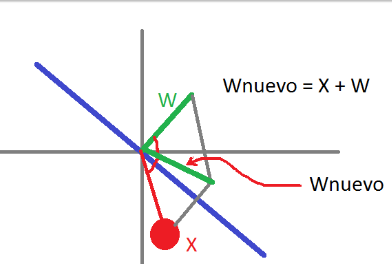 Wnuevo = X + W
W
Wnuevo
X